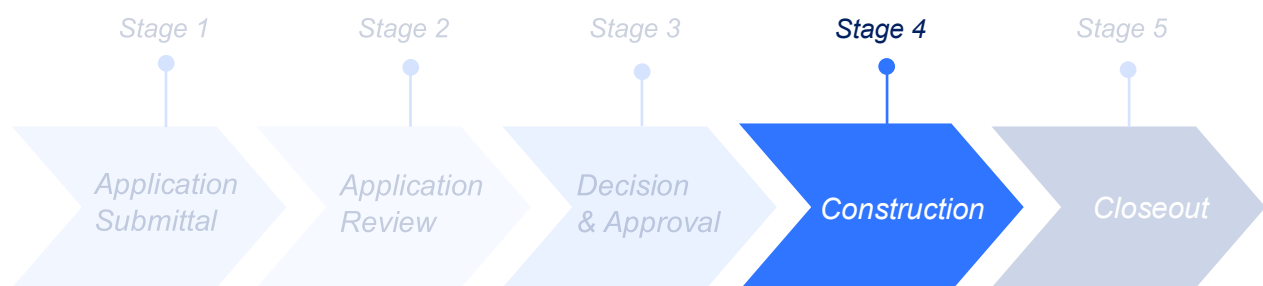 Stage 1
Stage 2
Stage 3
Stage 4
Stage 5
Application
Submittal
Application
Review
Decision
& Approval
Construction
Closeout